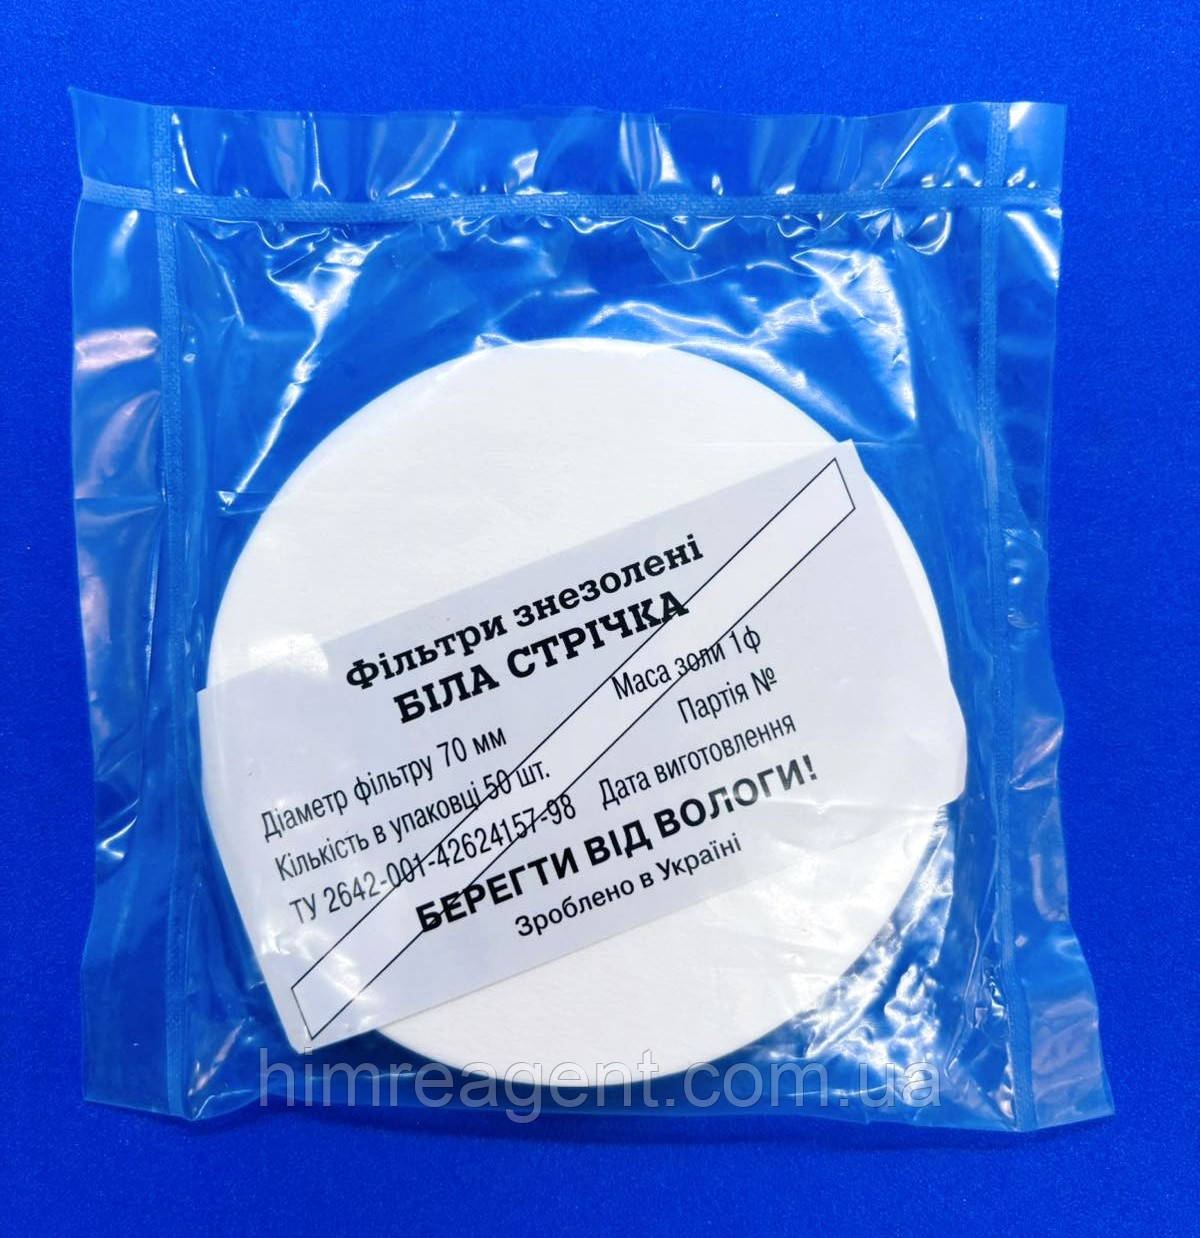 Фільтри знезолені
БІЛА СТРІЧКА
Діаметр фільтру 70 мм Маса золи 1ф
Кількість в упаковці 50 шт. Партія №
ТУ 2642-001-42624157-98 Дата виготовлення
БЕРЕГТИ ВІД ВОЛОГИ!
Зроблено в Україні
himreagent.com.ua